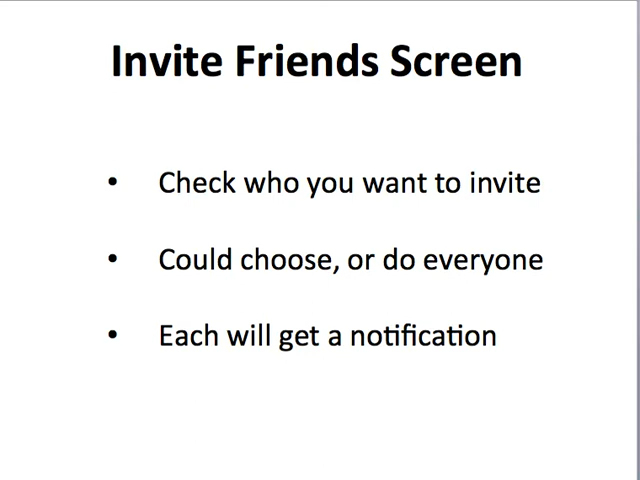 Invite Friends Screen
• Check who you want to invite
• Could choose, or do everyone
• Each will get a notification